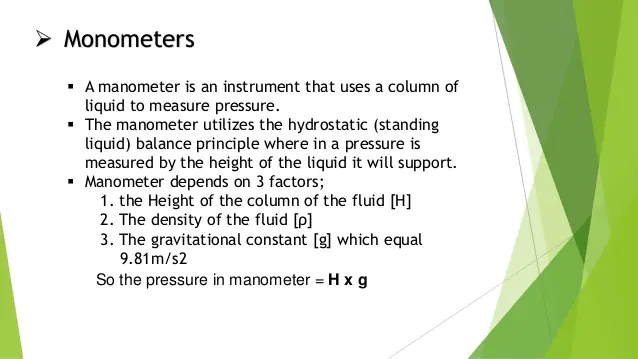 ➢ Monometers
▪ A manometer is an instrument that uses a column of
liquid to measure pressure.
▪ The manometer utilizes the hydrostatic (standing
liquid) balance principle where in a pressure is
measured by the height of the liquid it will support.
▪ Manometer depends on 3 factors;
1. the Height of the column of the fluid [H]
2. The density of the fluid [ρ]
3. The gravitational constant [g] which equal
9.81m/s2
So the pressure in manometer = H x g